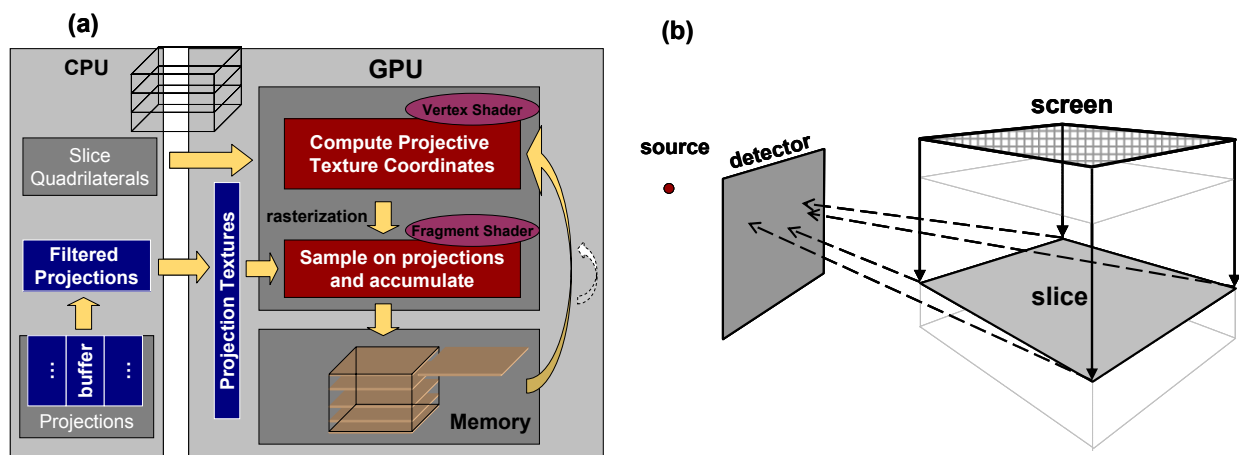 (a)
CPU
GPU
Vertex Shader
Compute Projective
Texture Coordinates
Slice
Quadrilaterals
rasterization
Fragment Shader
Filtered
Projections
Projection Textures
Sample on projections
and accumulate
...
buffer
...
Projections
Memory
(b)
screen
source
detector
slice